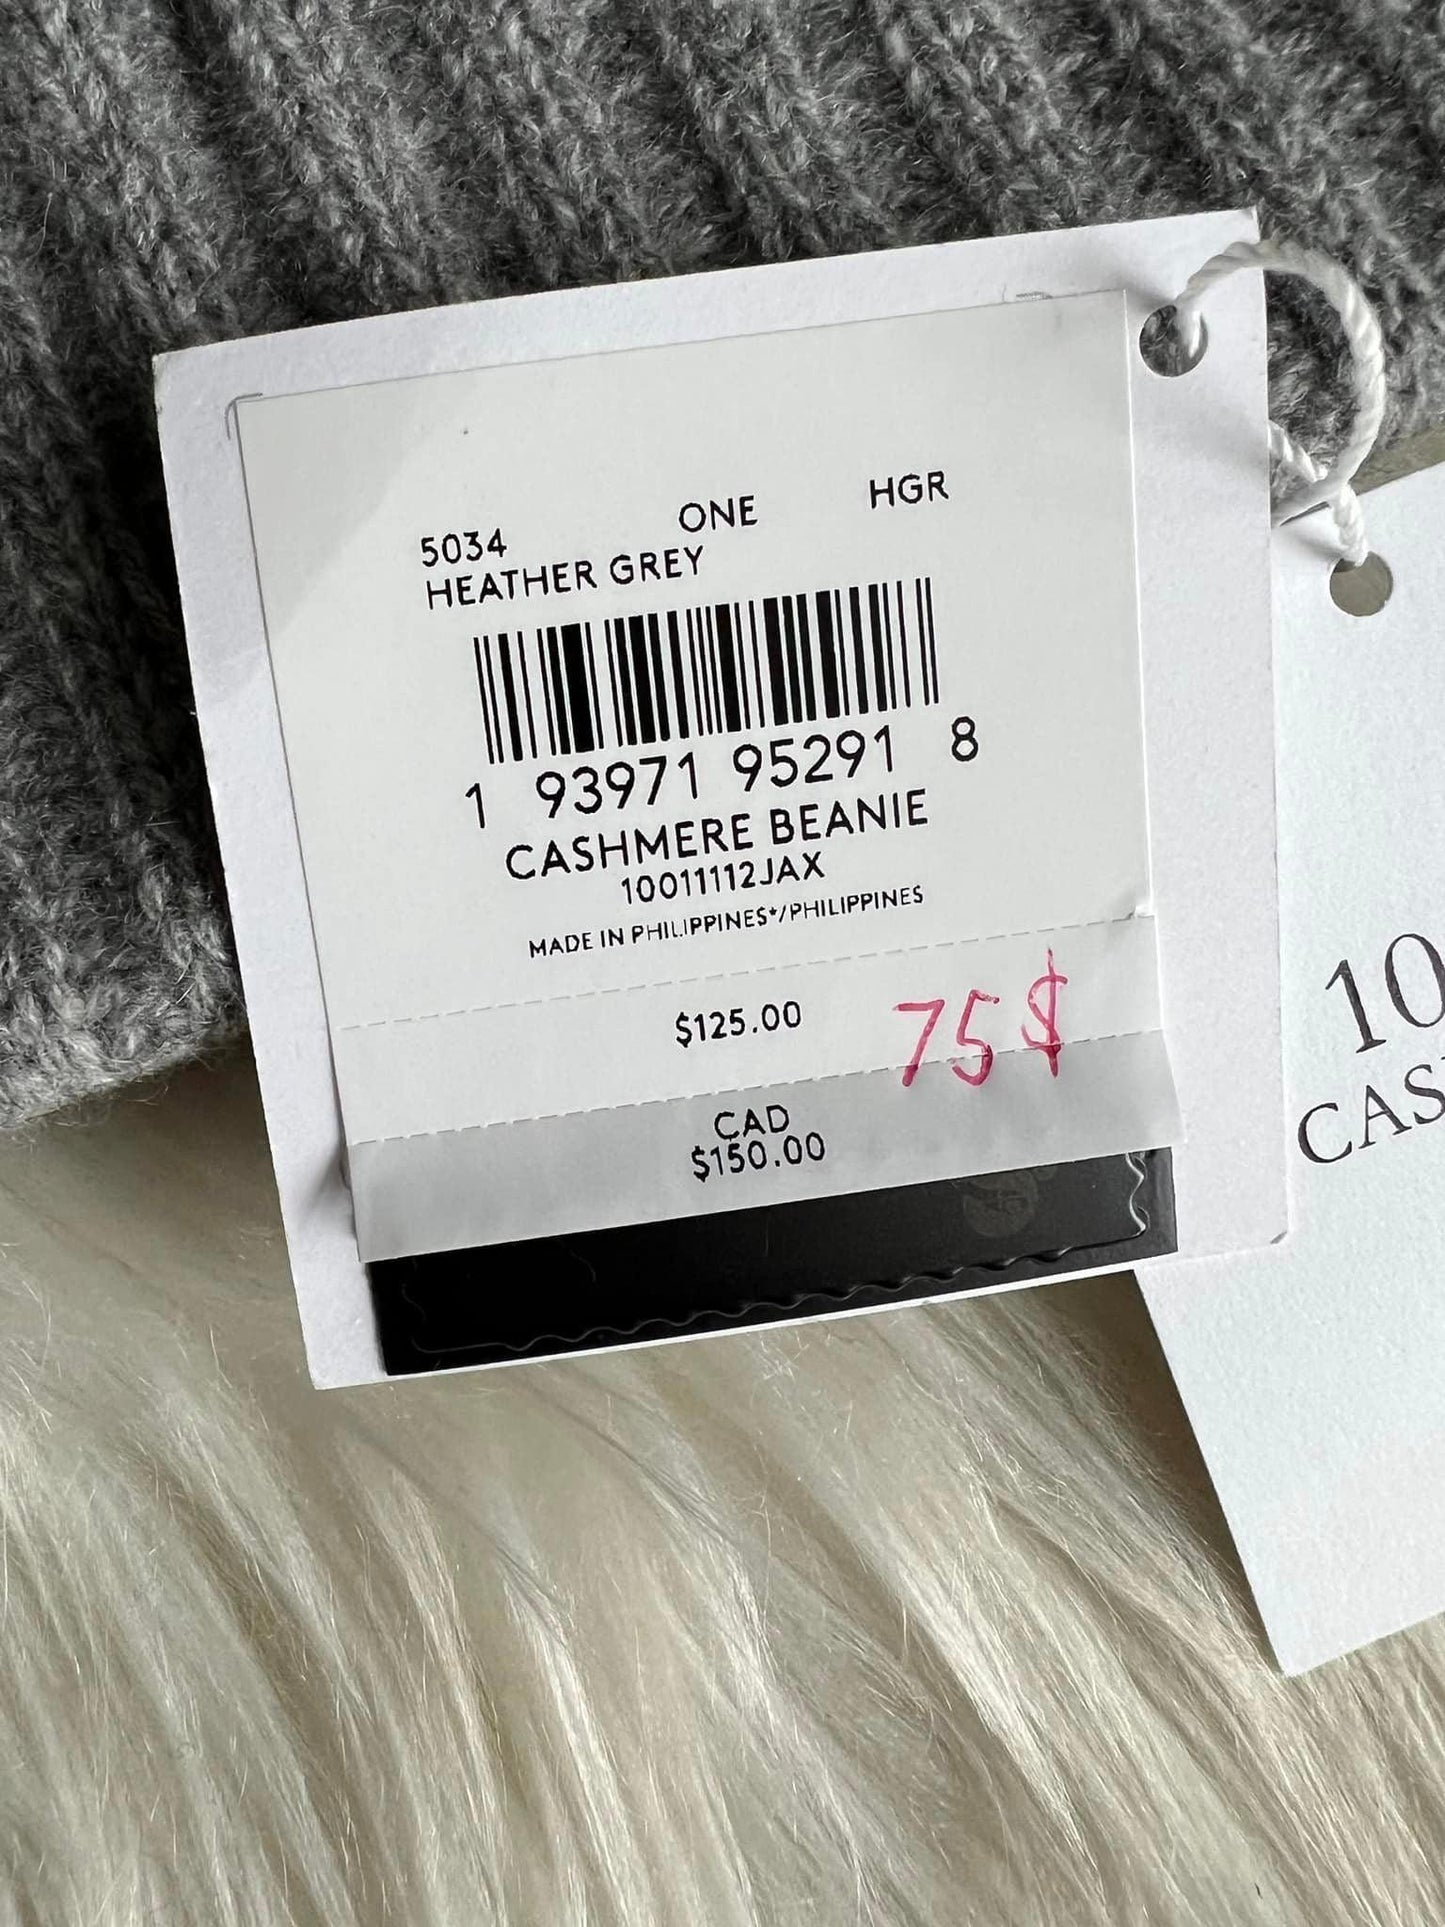 5034 ONE HGR
HEATHER GREY
1 93971 95291 8
CASHMERE BEANIE
10011112JAX
MADE IN PHILIPPINES*/PHILIPPINES
$125.00 75$
CAD
$150.00
10
CAS